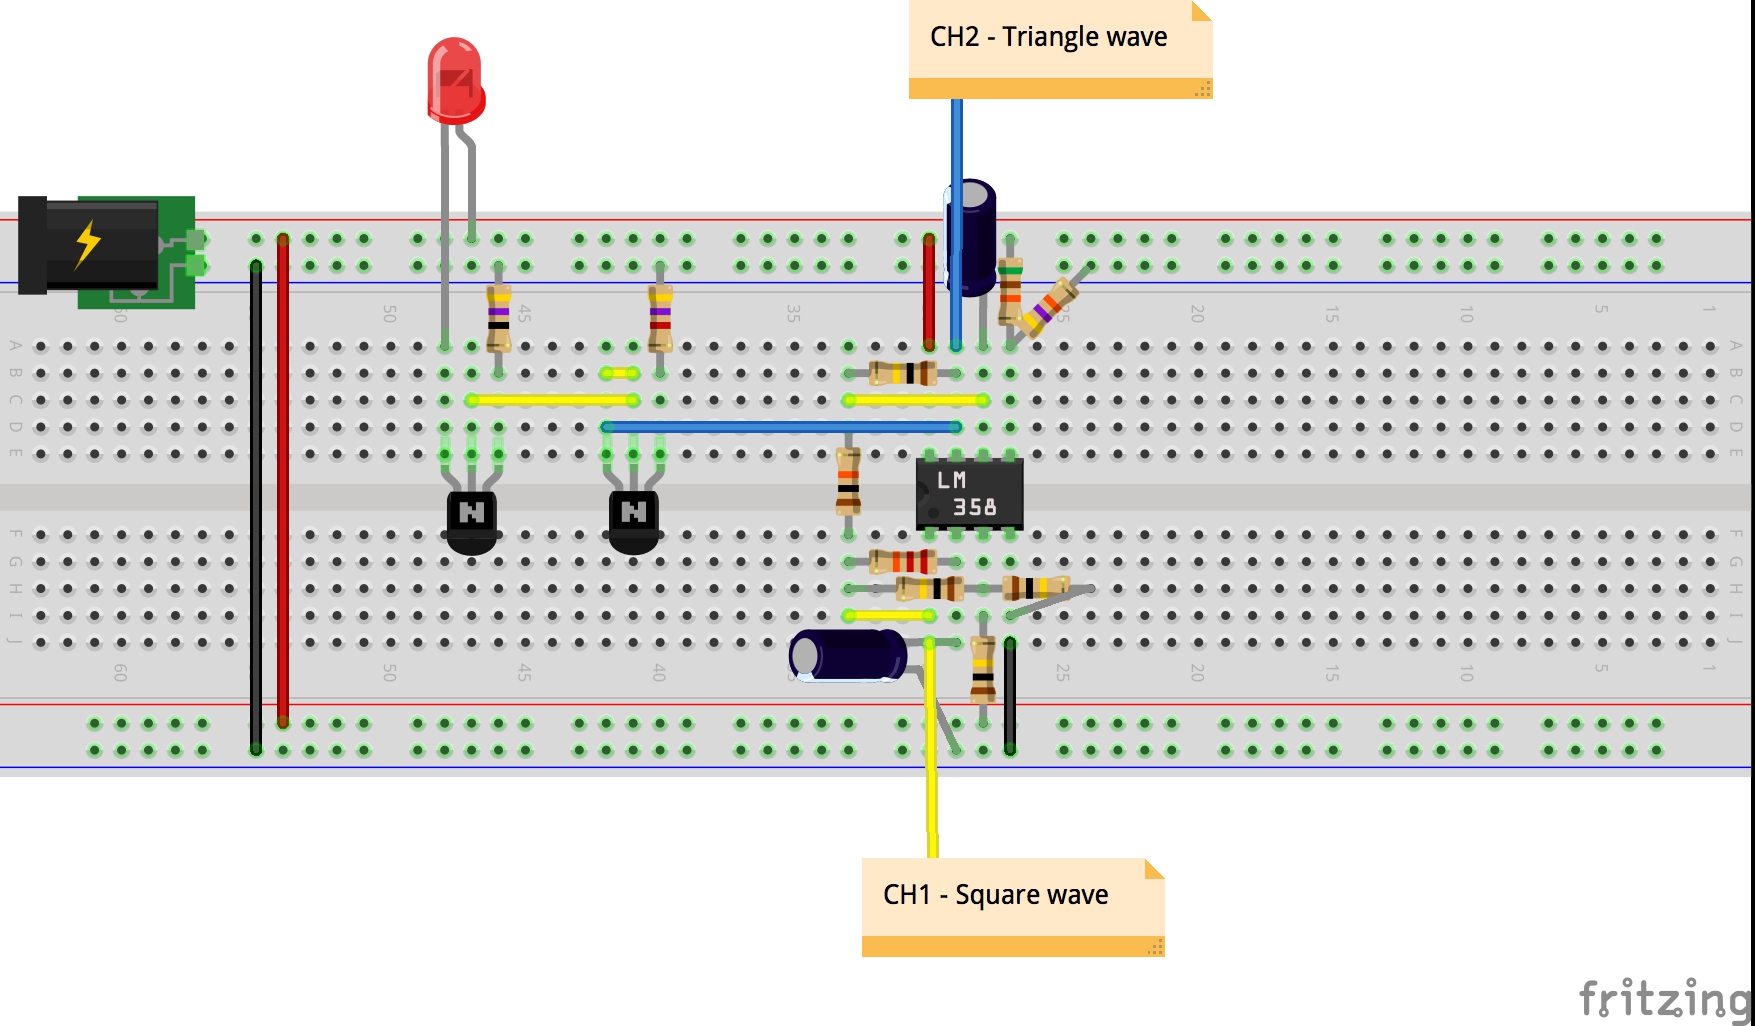 CH2 - Triangle wave
60 50 45 35 25 20 15 10 5 1
A A
B B
C C
D D
E E
LM
358
N N
F F
G G
H H
I I
J J
60 50 45 40 25 20 15 10 5 1
CH1 - Square wave
fritzing